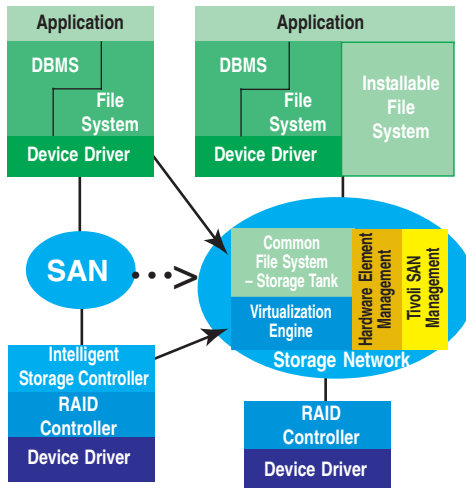 Application
DBMS
File
System
Device Driver
SAN
Intelligent
Storage Controller
RAID
Controller
Device Driver
Application
DBMS
File
System
Device Driver
Installable
File
System
Common
File System
– Storage Tank
Virtualization
Engine
Hardware Element
Management
Tivoli SAN
Management
Storage Network
RAID
Controller
Device Driver